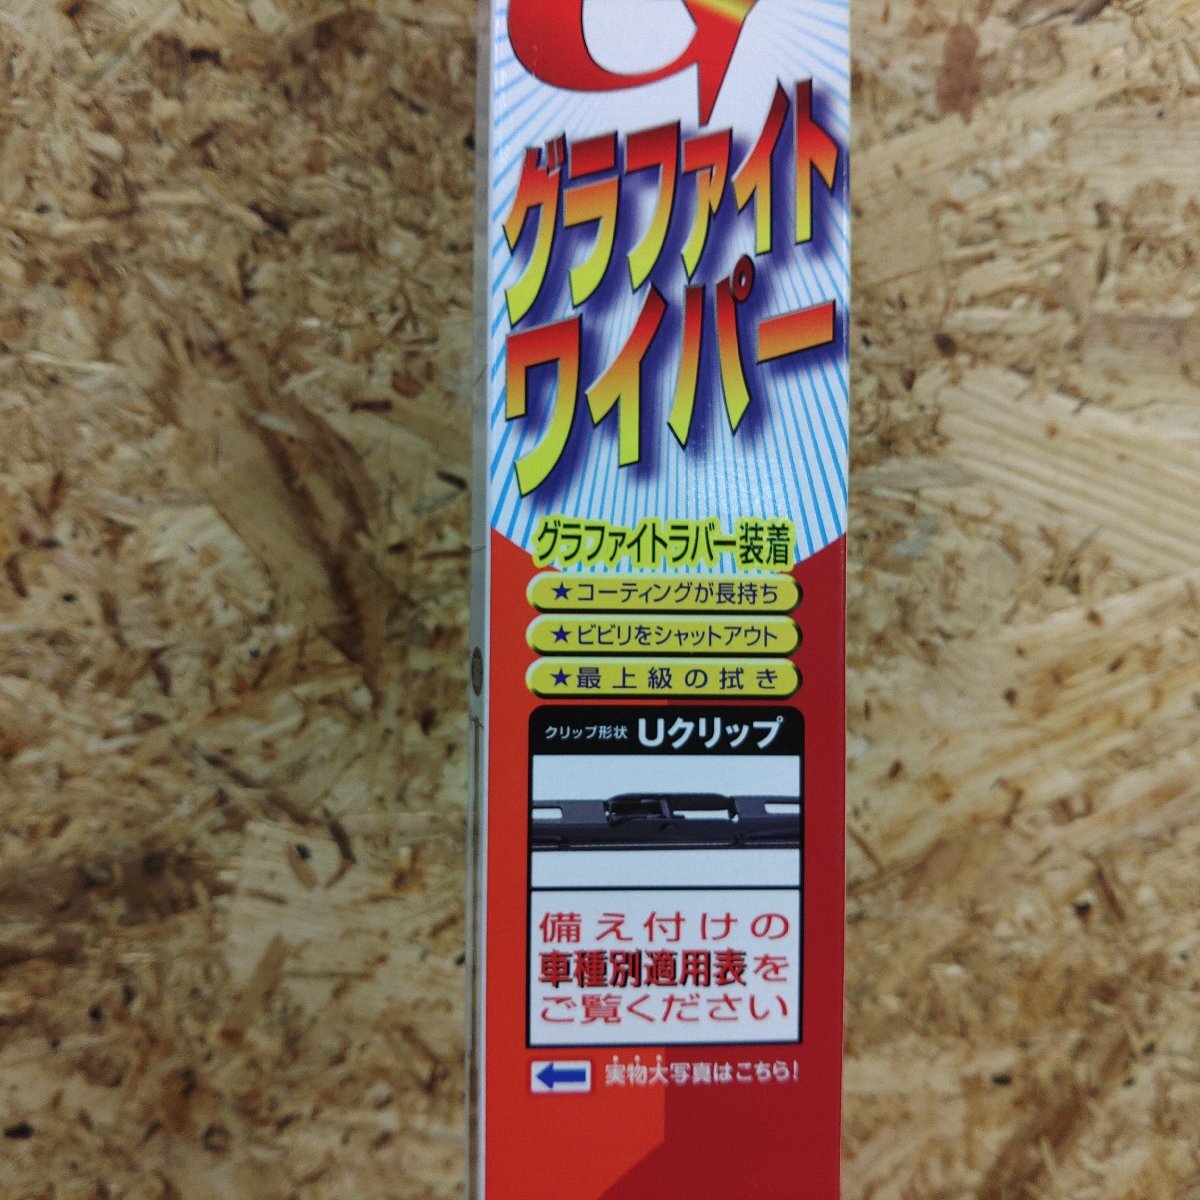 G
グラファイト
ワイパー
グラファイトラバー装着
★コーティングが長持ち
★ビビリをシャットアウト
★最上級の拭き
クリップ形状 Uクリップ
備え付けの
車種別適用表を
ご覧ください
実物大写真はこちら!